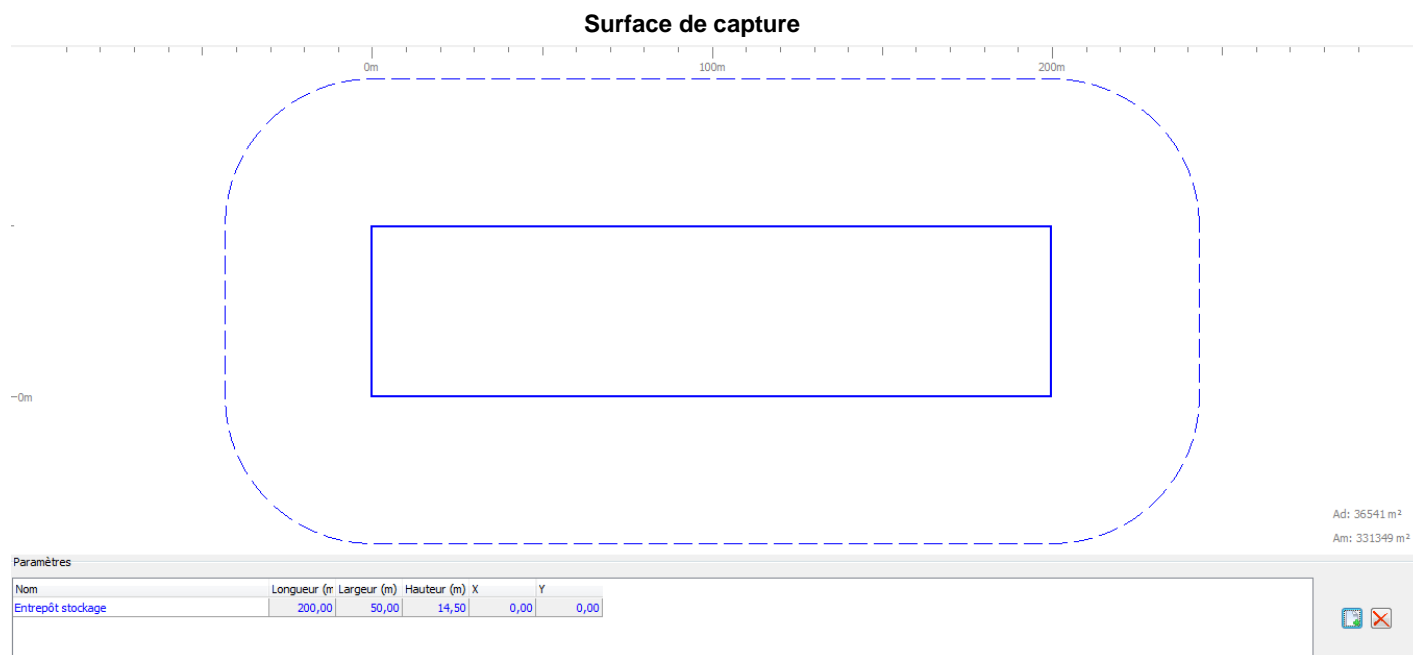 Surface de capture
0m 100m 200m
-0m
Ad: 36541 m²
Am: 331349 m²
Paramètres
Nom Longueur (m Largeur (m) Hauteur (m) X Y
Entrepôt stockage 200,00 50,00 14,50 0,00 0,00